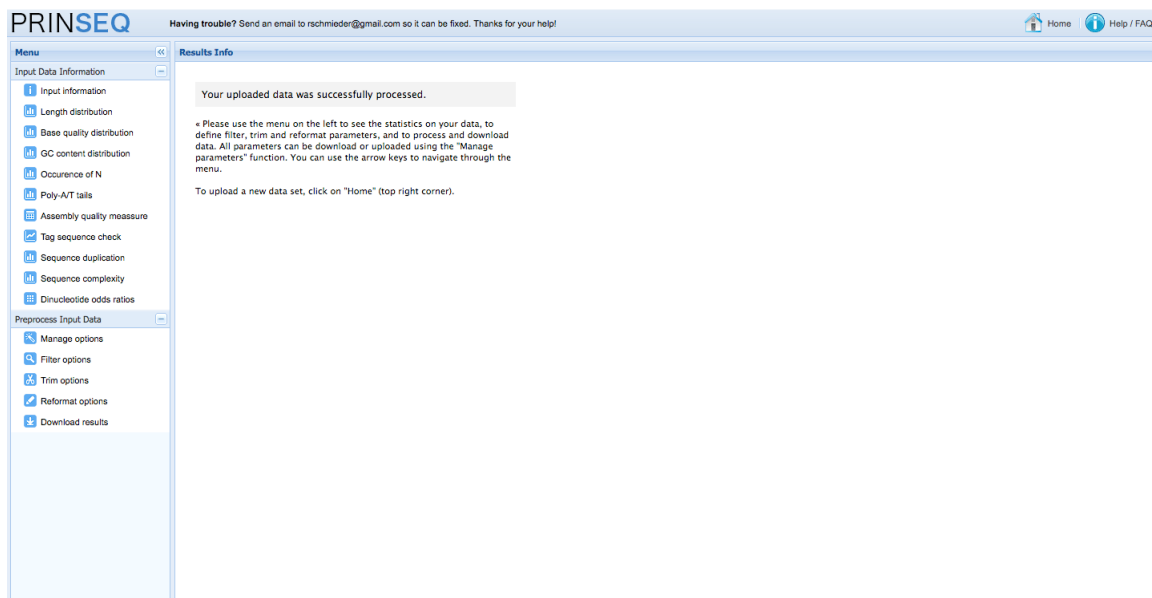 PRINSEQ
Having trouble? Send an email to rschmieder@gmail.com so it can be fixed. Thanks for your help!
Home
Help / FAQ
Menu
Results Info
Input Data Information
Input information
Length distribution
Base quality distribution
GC content distribution
Occurence of N
Poly-A/T tails
Assembly quality meassure
Tag sequence check
Sequence duplication
Sequence complexity
Dinucleotide odds ratios
Preprocess Input Data
Manage options
Filter options
Trim options
Reformat options
Download results
Your uploaded data was successfully processed.
« Please use the menu on the left to see the statistics on your data, to
define filter, trim and reformat parameters, and to process and download
data. All parameters can be download or uploaded using the "Manage
parameters" function. You can use the arrow keys to navigate through the
menu.
To upload a new data set, click on "Home" (top right corner).